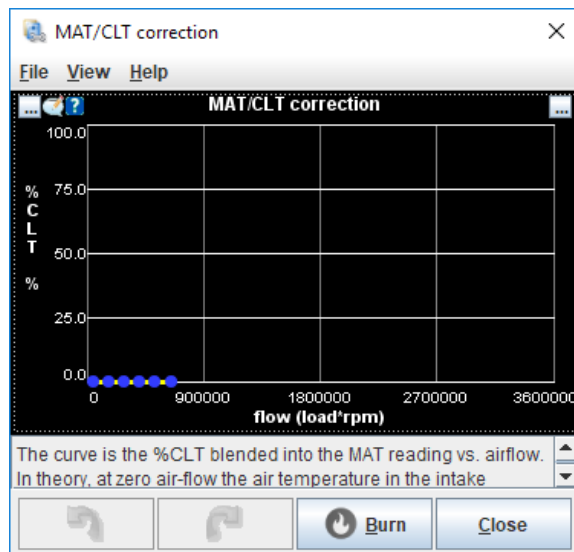 MAT/CLT correction
File View Help
... ? MAT/CLT correction ...
100.0
75.0
50.0
25.0
0.0
%
C
L
T
%
0 900000 1800000 2700000 3600000
flow (load*rpm)
The curve is the %CLT blended into the MAT reading vs. airflow.
In theory, at zero air-flow the air temperature in the intake
Burn Close